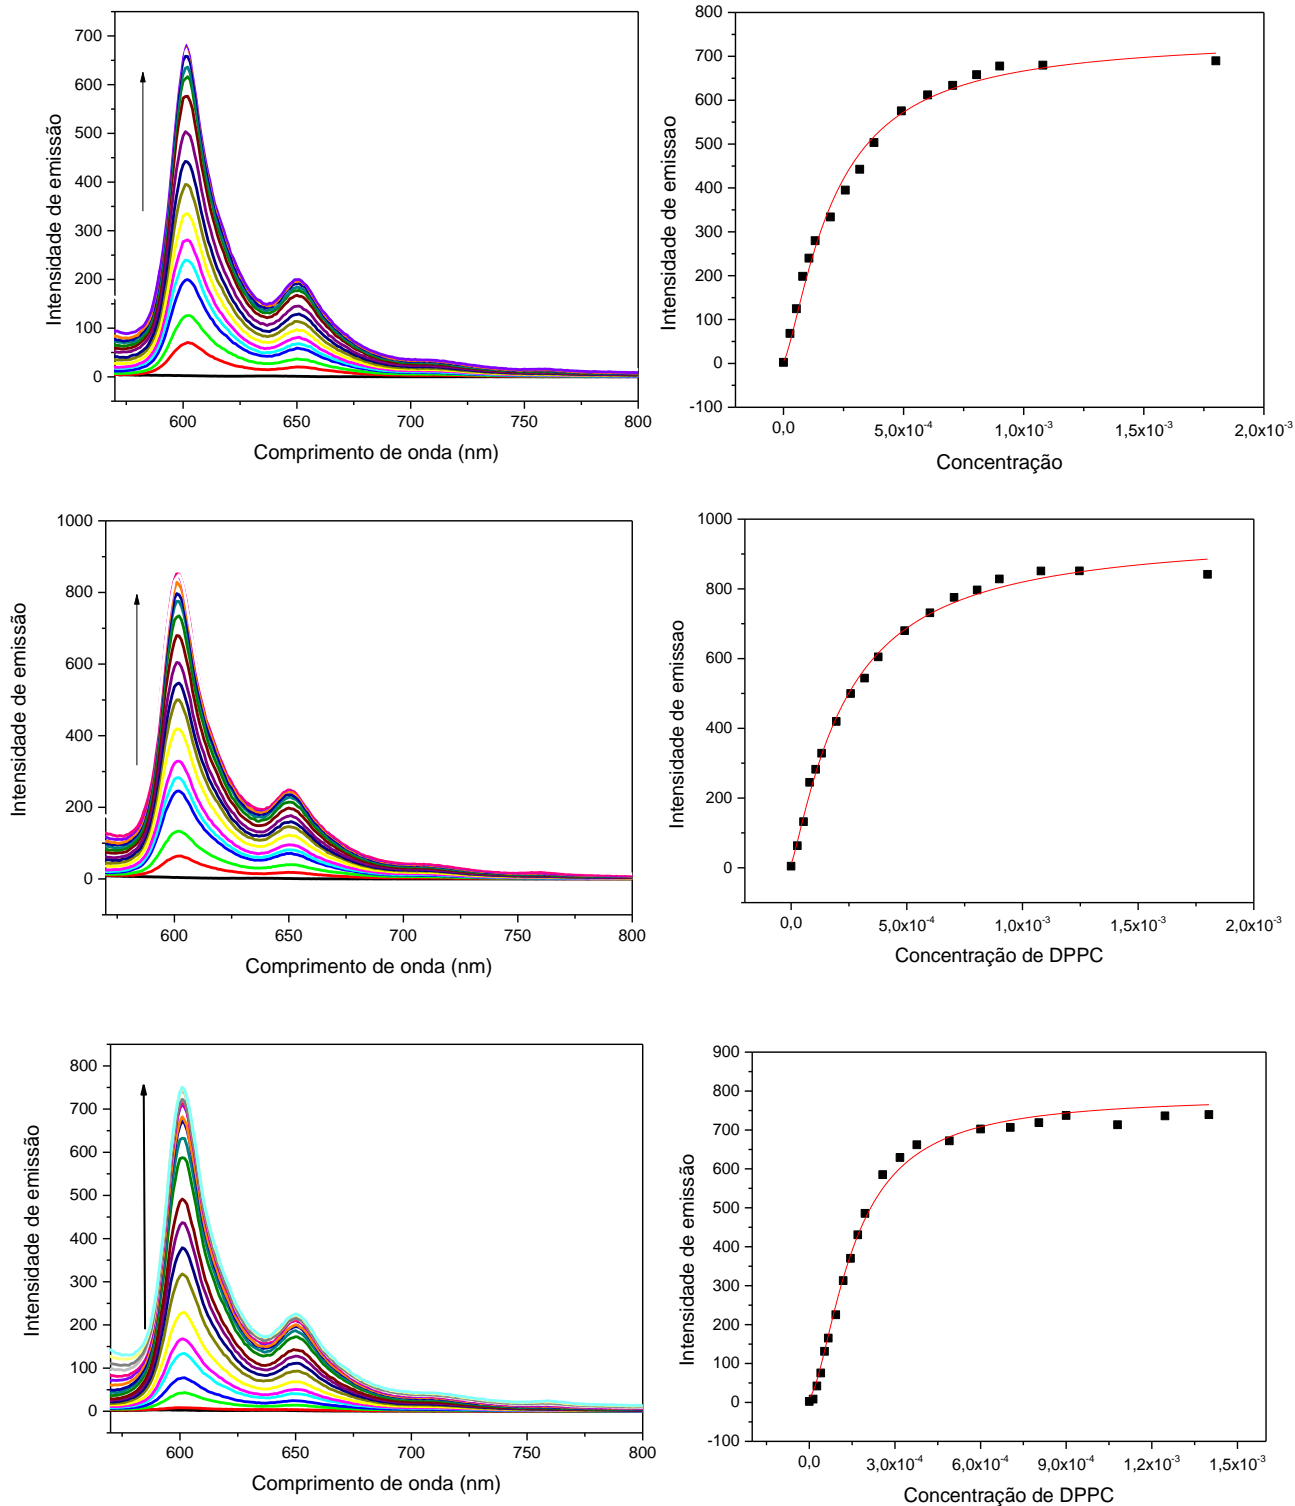 700
600
500
400
300
200
100
0
600
650
700
750
800
Intensidade de emissão
Comprimento de onda (nm)
800
700
600
500
400
300
200
100
0
-100
0,0
5,0x10⁻⁴
1,0x10⁻³
1,5x10⁻³
2,0x10⁻³
Intensidade de emissao
Concentração
1000
800
600
400
200
0
600
650
700
750
800
Intensidade de emissão
Comprimento de onda (nm)
1000
800
600
400
200
0
0,0
5,0x10⁻⁴
1,0x10⁻³
1,5x10⁻³
2,0x10⁻³
Intensidade de emissao
Concentração de DPPC
800
700
600
500
400
300
200
100
0
600
650
700
750
800
Intensidade de emissão
Comprimento de onda (nm)
900
800
700
600
500
400
300
200
100
0
-100
0,0
3,0x10⁻⁴
6,0x10⁻⁴
9,0x10⁻⁴
1,2x10⁻³
1,5x10⁻³
Intensidade de emissão
Concentração de DPPC